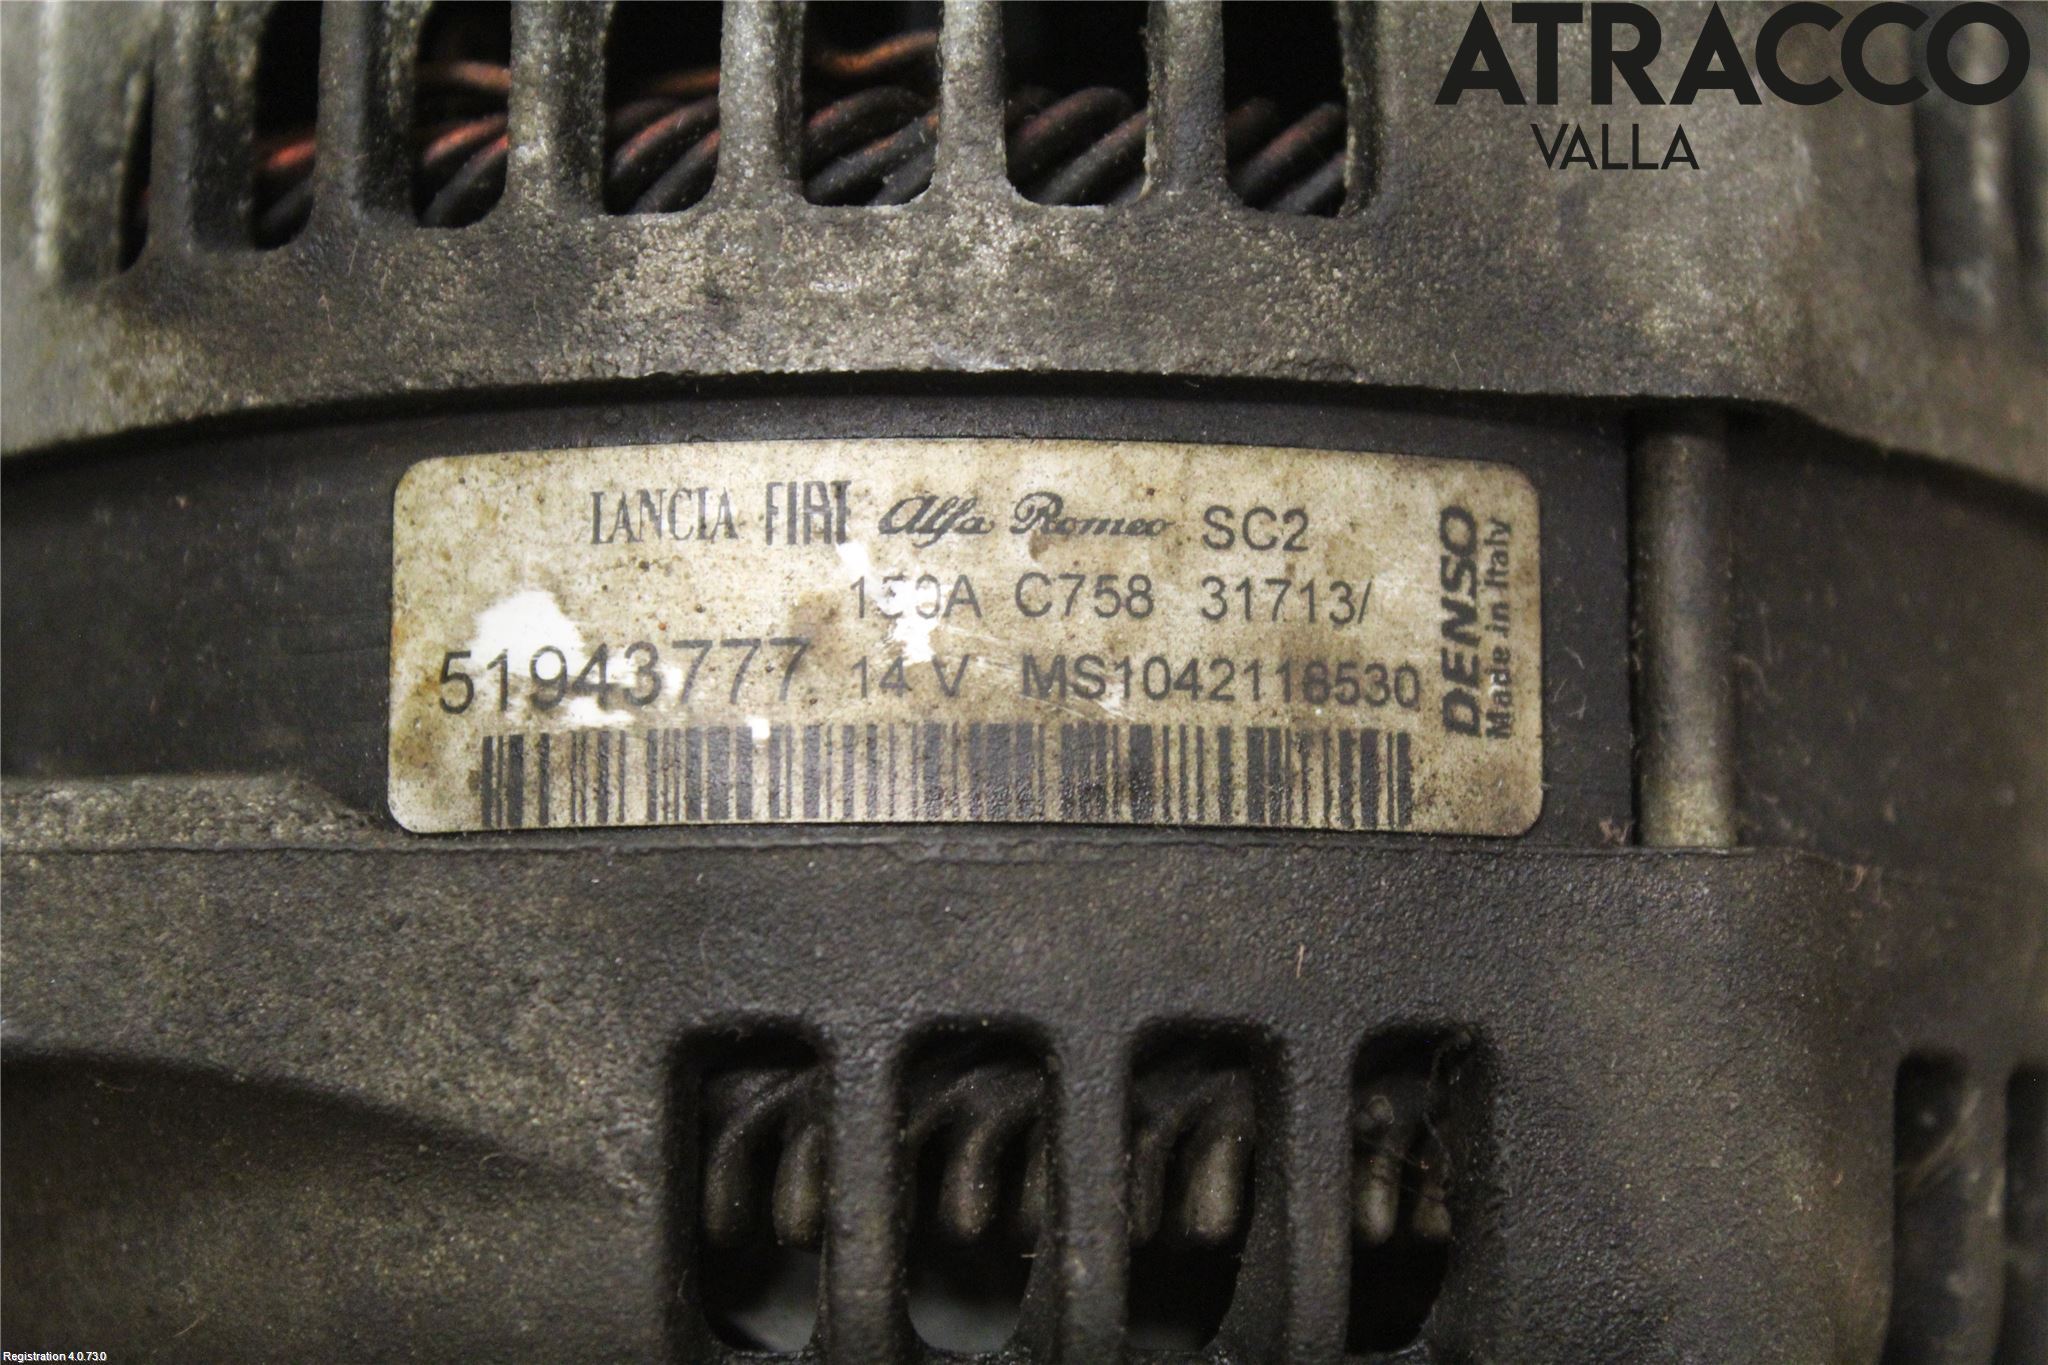 ATRACCO
VALLA
LANCIA FIAT Alfa Romeo SC2
150A C758 31713/
51943777 14 V MS1042118530
DENSO
Made in Italy
Registration 4.0.73.0